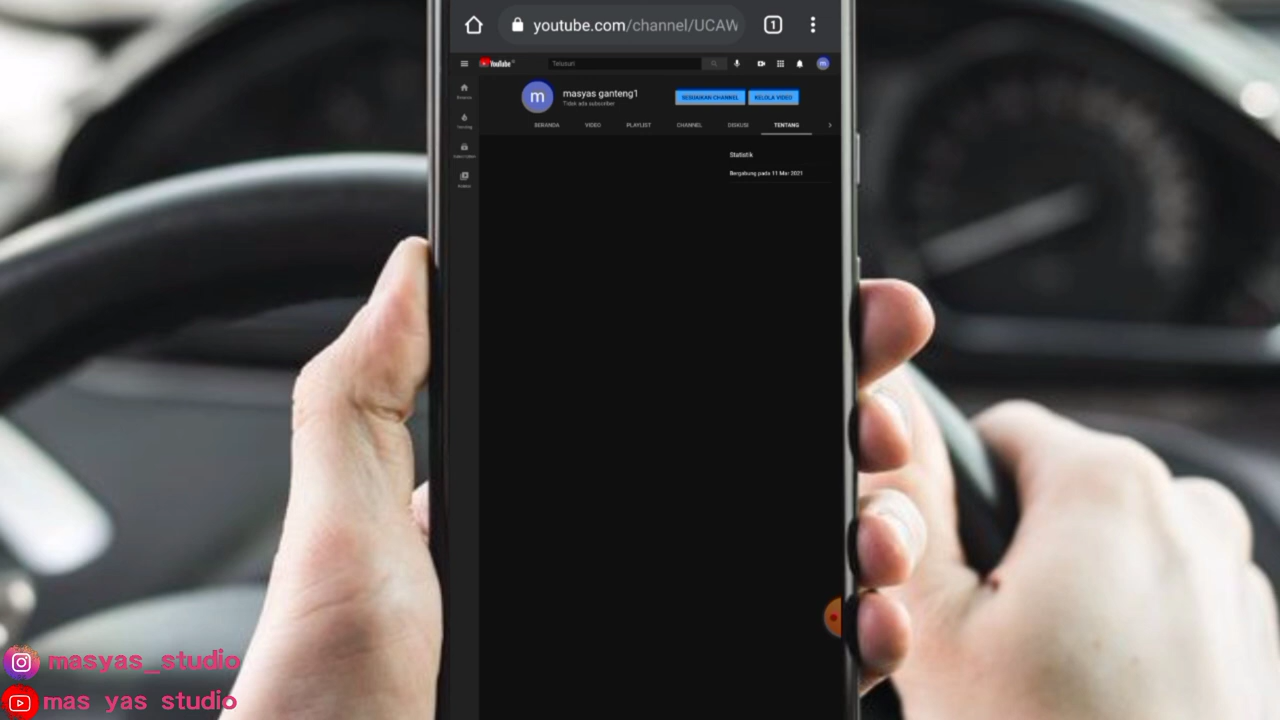 youtube.com/channel/UCAW
1
YouTube
Telusuri
m
m
masyas ganteng1
Tidak ada subscriber
SESUAIKAN CHANNEL
KELOLA VIDEO
BERANDA
VIDEO
PLAYLIST
CHANNEL
DISKUSI
TENTANG
Statistik
Bergabung pada 11 Mar 2021
masyas_studio
mas yas studio